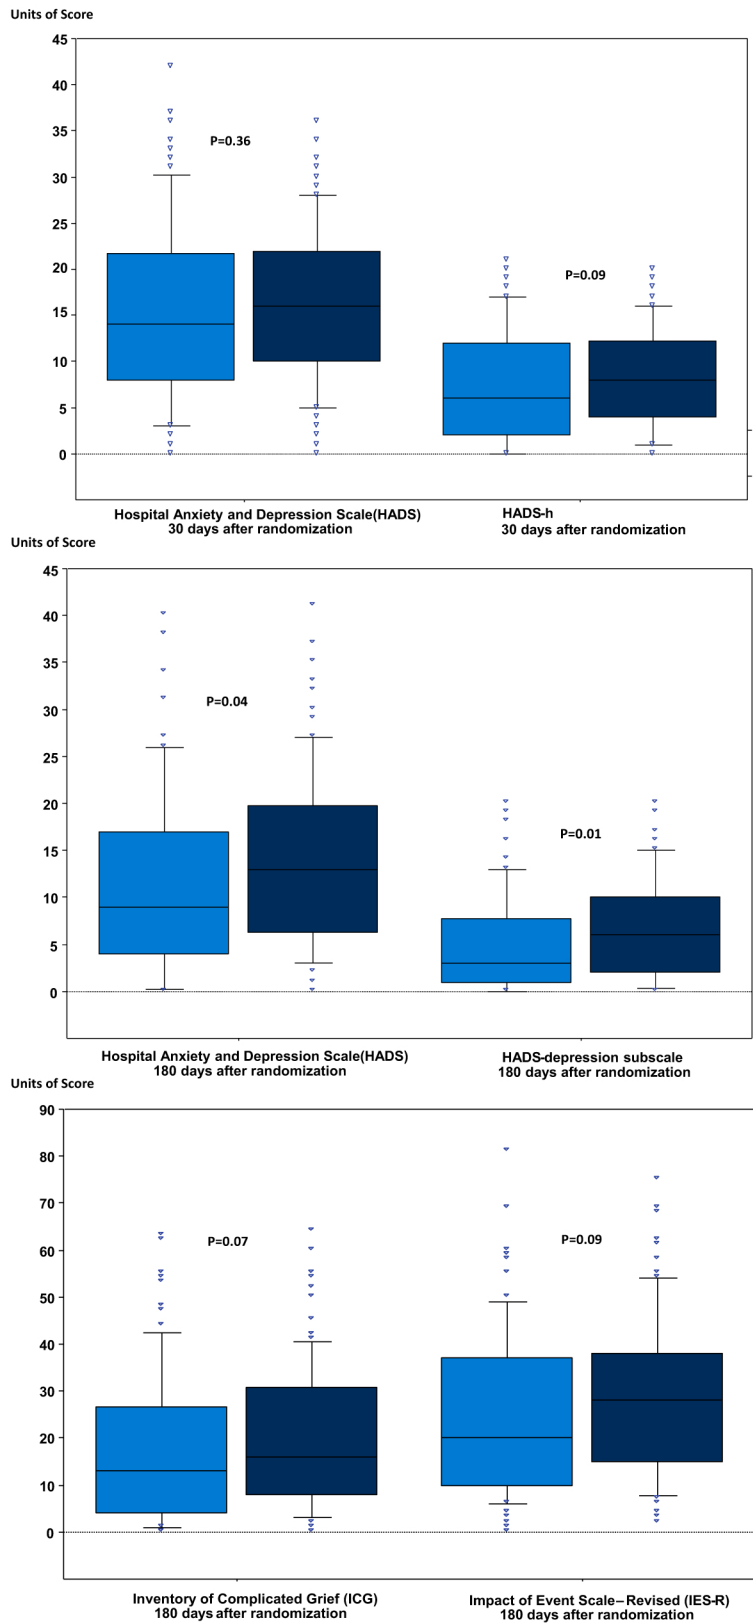 Units of Score
45
40
35
P=0.36
30
25
20
P=0.09
15
10
5
0
Hospital Anxiety and Depression Scale(HADS)
30 days after randomization
HADS-h
30 days after randomization
Units of Score
45
40
35
P=0.04
30
25
20
P=0.01
15
10
5
0
Hospital Anxiety and Depression Scale(HADS)
180 days after randomization
HADS-depression subscale
180 days after randomization
Units of Score
90
80
70
P=0.07
P=0.09
60
50
40
30
20
10
0
Inventory of Complicated Grief (ICG)
180 days after randomization
Impact of Event Scale–Revised (IES-R)
180 days after randomization